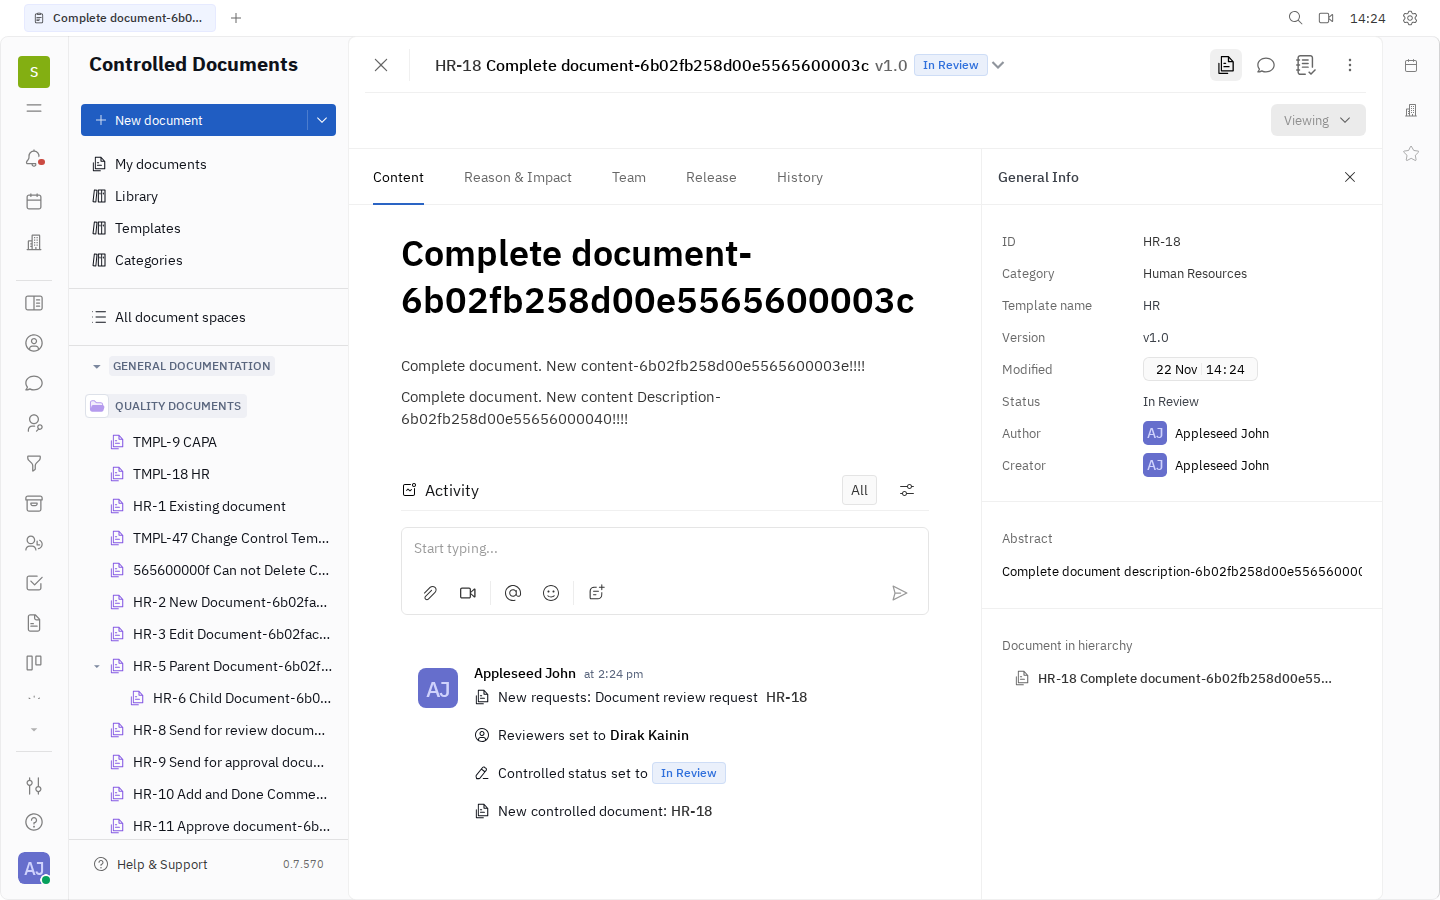 Complete document-6b0...
14:24
S
Controlled Documents
New document
My documents
Library
Templates
Categories
All document spaces
GENERAL DOCUMENTATION
QUALITY DOCUMENTS
TMPL-9 CAPA
TMPL-18 HR
HR-1 Existing document
TMPL-47 Change Control Tem...
565600000f Can not Delete C...
HR-2 New Document-6b02fa...
HR-3 Edit Document-6b02fac...
HR-5 Parent Document-6b02f...
HR-6 Child Document-6b0...
HR-8 Send for review docum...
HR-9 Send for approval docu...
HR-10 Add and Done Comme...
HR-11 Approve document-6b...
Help & Support
0.7.570
AJ
HR-18 Complete document-6b02fb258d00e5565600003c v1.0 In Review
Viewing
Content
Reason & Impact
Team
Release
History
Complete document-
6b02fb258d00e5565600003c
Complete document. New content-6b02fb258d00e5565600003e!!!!
Complete document. New content Description-
6b02fb258d00e55656000040!!!!
Activity
All
Start typing...
AJ
Appleseed John at 2:24 pm
New requests: Document review request HR-18
Reviewers set to Dirak Kainin
Controlled status set to In Review
New controlled document: HR-18
General Info
ID HR-18
Category Human Resources
Template name HR
Version v1.0
Modified 22 Nov 14:24
Status In Review
Author AJ Appleseed John
Creator AJ Appleseed John
Abstract
Complete document description-6b02fb258d00e556560000
Document in hierarchy
HR-18 Complete document-6b02fb258d00e55...